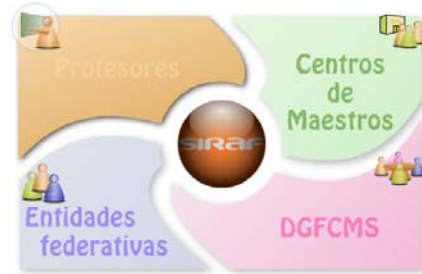 Profesores
Centros
de
Maestros
SIRAF
Entidades
federativas
DGFCMS